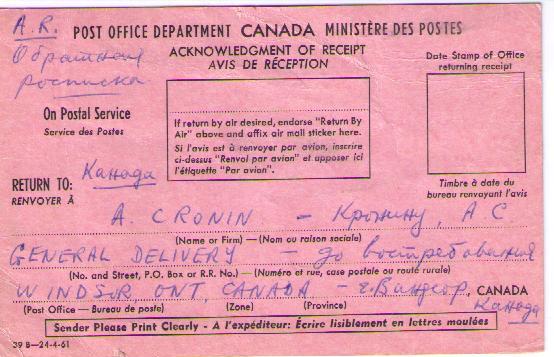 A.R. POST OFFICE DEPARTMENT CANADA MINISTÈRE DES POSTES
Обратная
росписка
ACKNOWLEDGMENT OF RECEIPT
AVIS DE RÉCEPTION
Date Stamp of Office
returning receipt
On Postal Service
Service des Postes
If return by air desired, endorse "Return By
Air" above and affix air mail sticker here.
Si l'avis est à renvoyer par avion, inscrire
ci-dessus "Renvoi par avion" et apposer ici
l'étiquette "Par avion".
Канада
RETURN TO:
RENVOYER À
Timbre à date du
bureau renvoyant l'avis
A. CRONIN - Кронину, А С
(Name or Firm) — (Nom ou raison sociale)
GENERAL DELIVERY - до востребования
(No. and Street, P.O. Box or R.R. No.) — (Numéro et rue, case postale ou route rurale)
WINDSOR, ONT, CANADA - г. Вандсор, CANADA
Канада
(Post Office — Bureau de poste) (Zone) (Province)
Sender Please Print Clearly - A l'expéditeur: Écrire lisiblement en lettres moulées
39 B-24-4-61